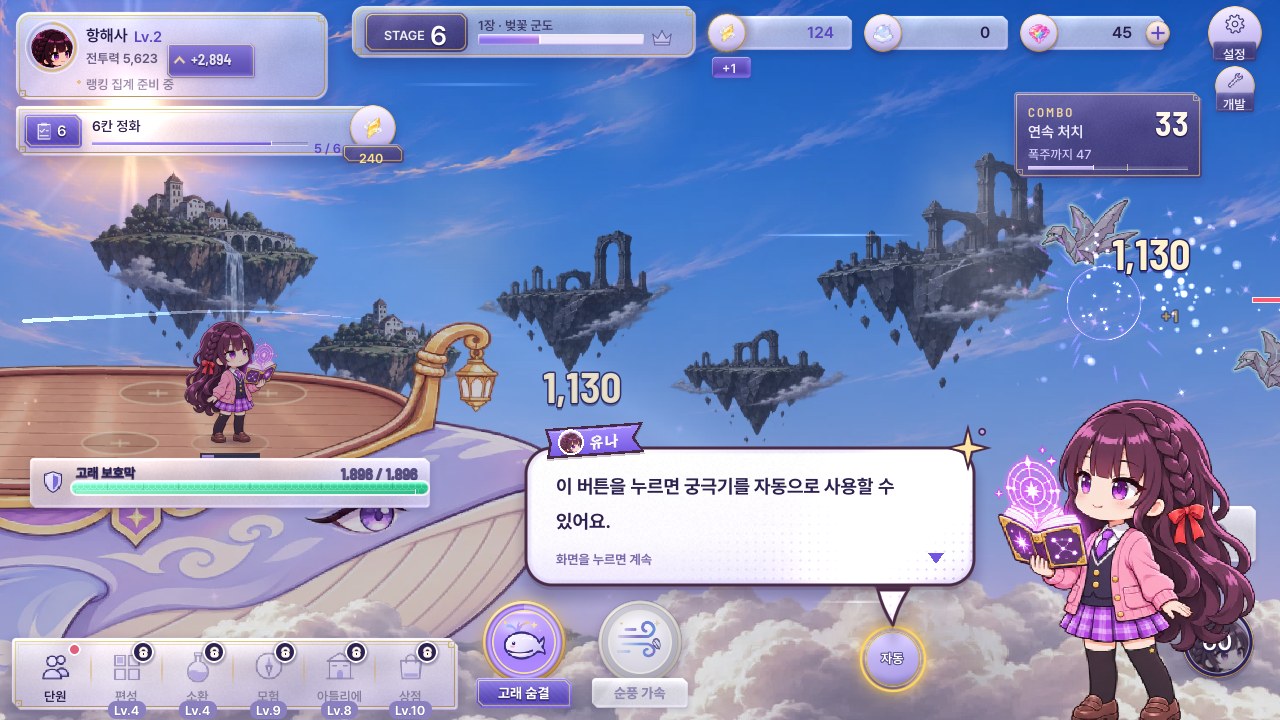 항해사 Lv.2
전투력 5,623
+2,894
랭킹 집계 준비 중
STAGE 6
1장 · 벚꽃 군도
124
+1
0
45
설정
개발
6
6칸 정화
5 / 6
240
COMBO
연속 처치
33
폭주까지 47
1,130
+1
1,130
고래 보호막
1,896 / 1,896
유나
이 버튼을 누르면 궁극기를 자동으로 사용할 수
있어요.
화면을 누르면 계속
단원
편성
Lv.4
소환
Lv.4
모험
Lv.9
아틀리에
Lv.8
상점
Lv.10
고래 숨결
순풍 가속
자동